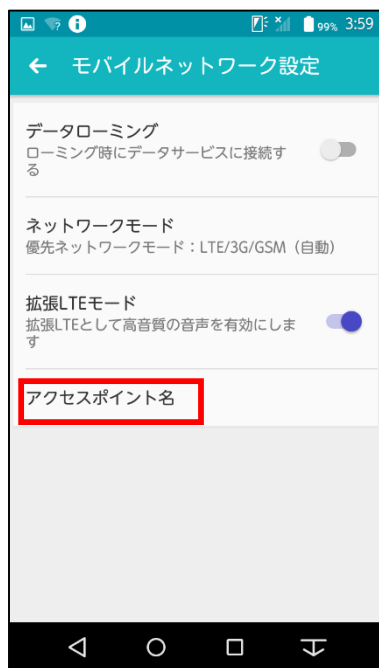 99% 3:59
モバイルネットワーク設定
データローミング
ローミング時にデータサービスに接続す
る
ネットワークモード
優先ネットワークモード：LTE/3G/GSM（自動）
拡張LTEモード
拡張LTEとして高音質の音声を有効にしま
す
アクセスポイント名